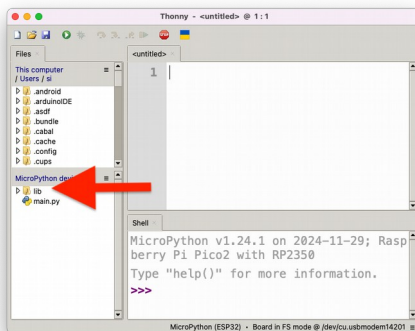 Thonny - <untitled> @ 1 : 1
Files
This computer
/ Users / si
.android
.arduinoIDE
.asdf
.bundle
.cabal
.cache
.config
.cups
MicroPython devi
lib
main.py
<untitled>
1
Shell
MicroPython v1.24.1 on 2024-11-29; Rasp
berry Pi Pico2 with RP2350
Type "help()" for more information.
>>>
MicroPython (ESP32) • Board in FS mode @ /dev/cu.usbmodem14201